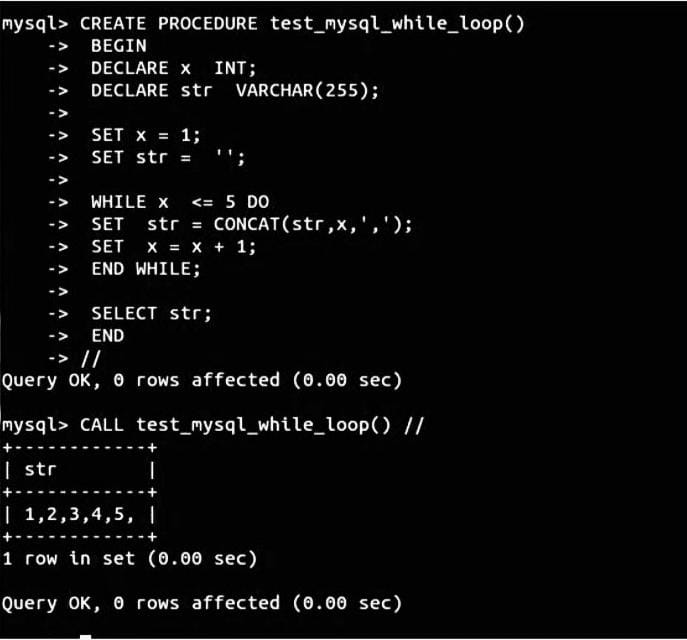 mysql> CREATE PROCEDURE test_mysql_while_loop()
    -> BEGIN
    -> DECLARE x  INT;
    -> DECLARE str  VARCHAR(255);
    ->
    -> SET x = 1;
    -> SET str =  '';
    ->
    -> WHILE x  <= 5 DO
    -> SET  str = CONCAT(str,x,',');
    -> SET  x = x + 1;
    -> END WHILE;
    ->
    -> SELECT str;
    -> END
    -> //
Query OK, 0 rows affected (0.00 sec)
mysql> CALL test_mysql_while_loop() //
+------------+
| str        |
+------------+
| 1,2,3,4,5, |
+------------+
1 row in set (0.00 sec)
Query OK, 0 rows affected (0.00 sec)